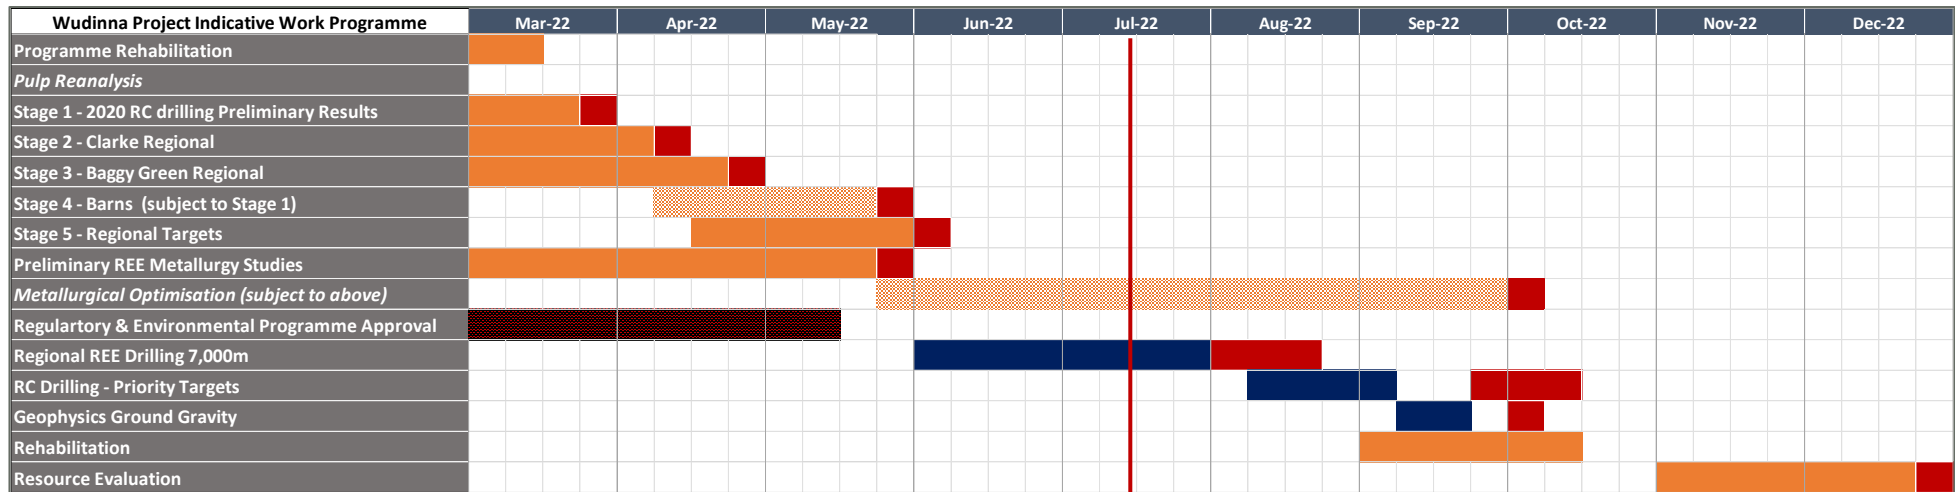 Wudinna Project Indicative Work Programme Mar-22 Apr-22 May-22 Jun-22 Jul-22 Aug-22 Sep-22 Oct-22 Nov-22 Dec-22
Programme Rehabilitation
Pulp Reanalysis
Stage 1 - 2020 RC drilling Preliminary Results
Stage 2 - Clarke Regional
Stage 3 - Baggy Green Regional
Stage 4 - Barns (subject to Stage 1)
Stage 5 - Regional Targets
Preliminary REE Metallurgy Studies
Metallurgical Optimisation (subject to above)
Regulartory & Environmental Programme Approval
Regional REE Drilling 7,000m
RC Drilling - Priority Targets
Geophysics Ground Gravity
Rehabilitation
Resource Evaluation